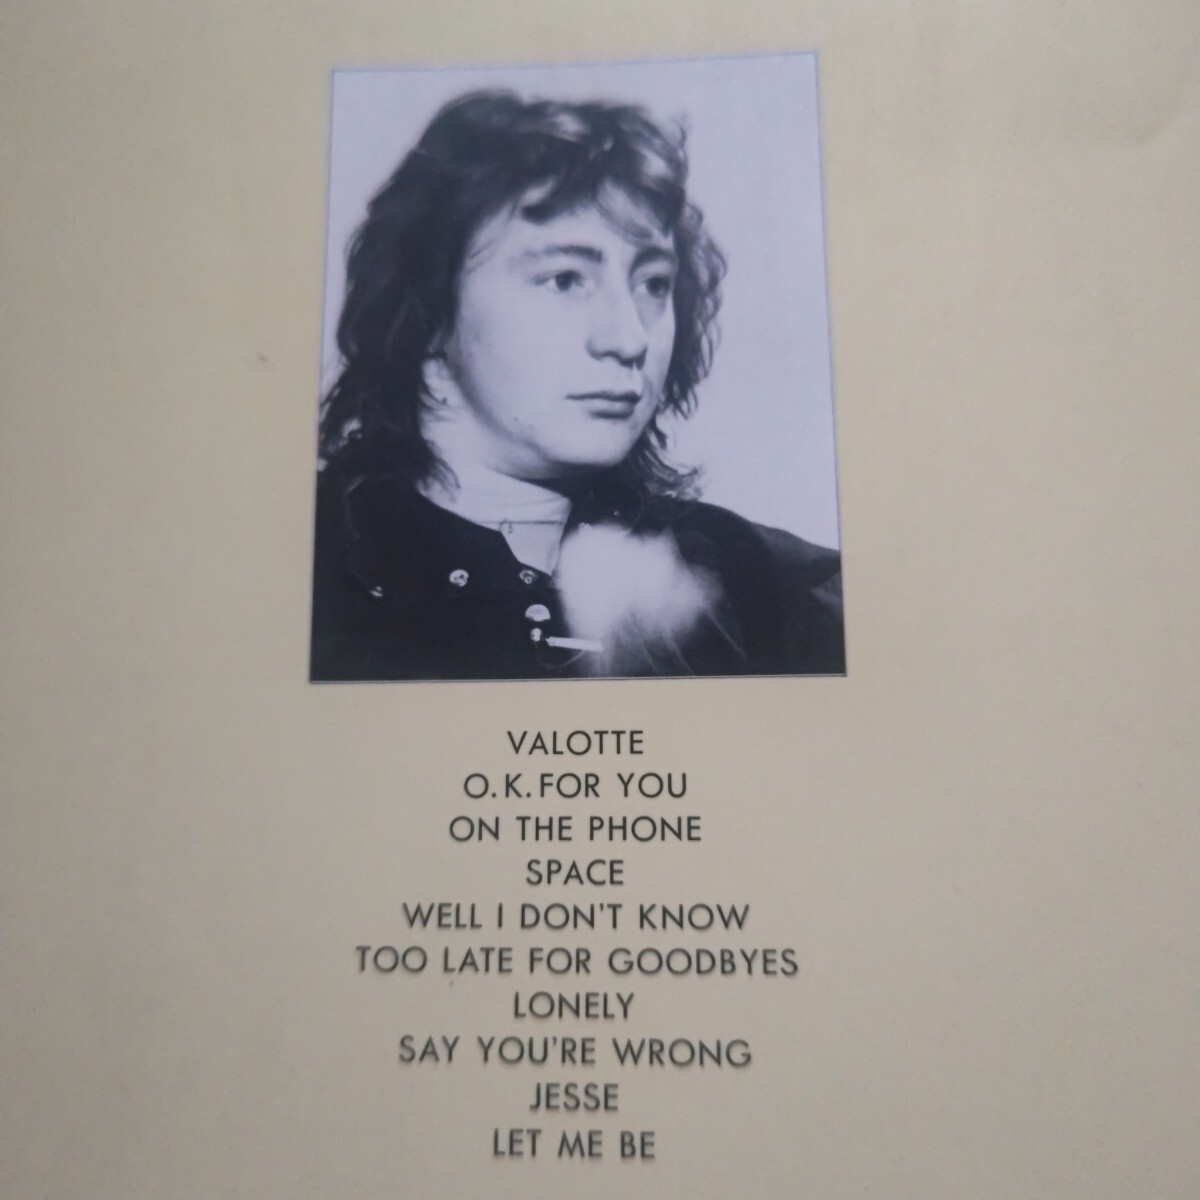 VALOTTE
O.K. FOR YOU
ON THE PHONE
SPACE
WELL I DON'T KNOW
TOO LATE FOR GOODBYES
LONELY
SAY YOU'RE WRONG
JESSE
LET ME BE